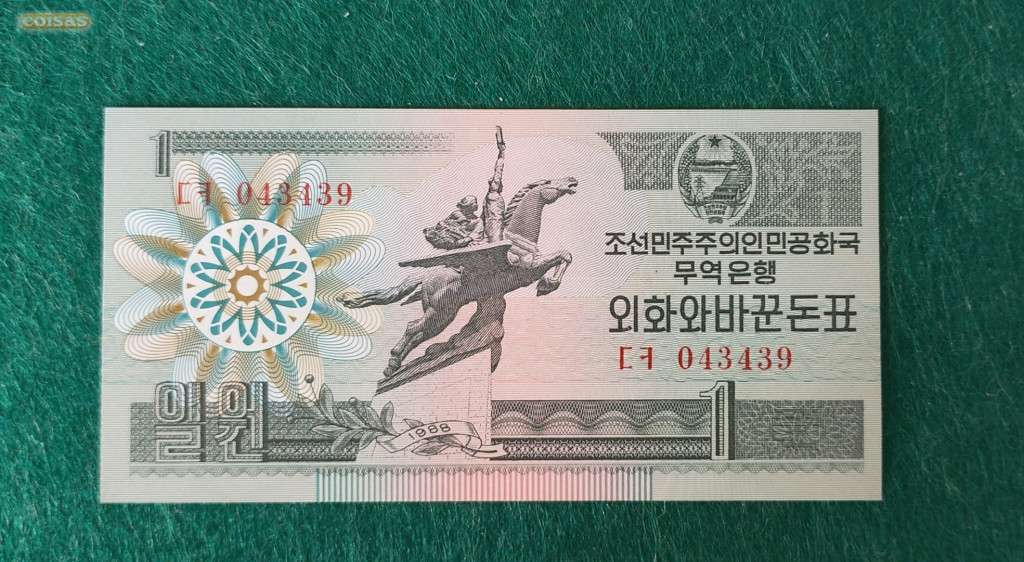 COISAS
1
ㄷㅋ 043439
조선민주주의인민공화국
무역은행
외화와바꾼돈표
ㄷㅋ 043439
일원
1988
1